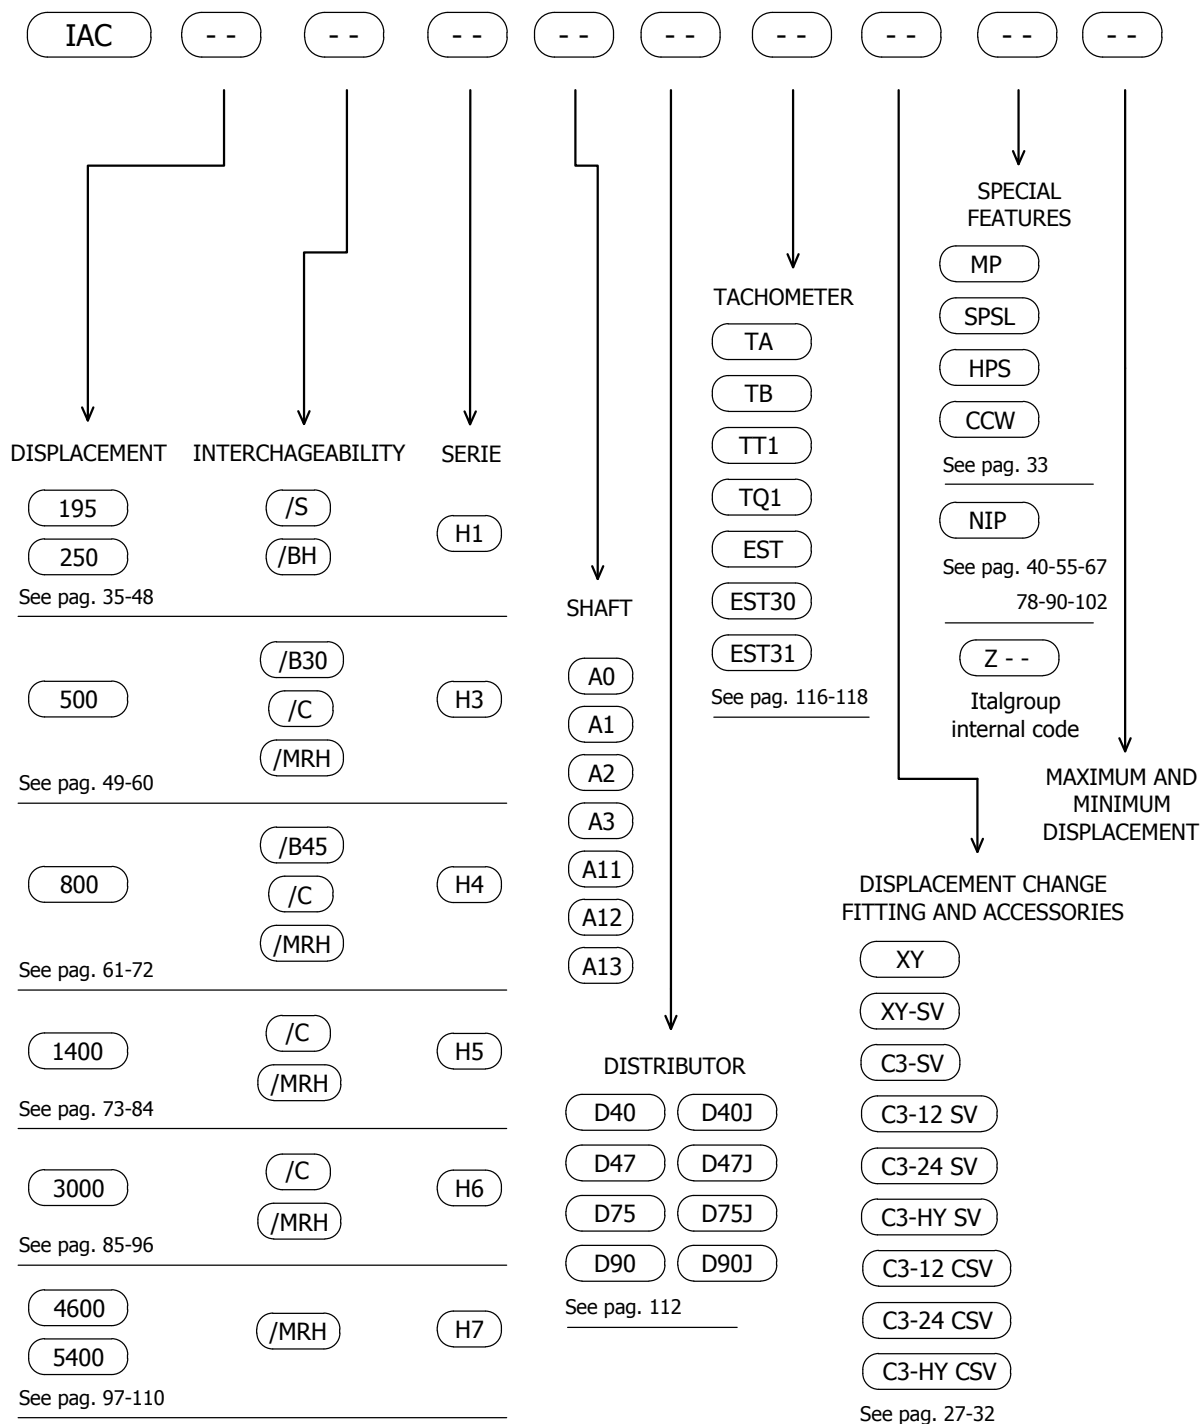 IAC -- -- -- -- -- -- -- -- --
DISPLACEMENT
195
250
See pag. 35-48
500
See pag. 49-60
800
See pag. 61-72
1400
See pag. 73-84
3000
See pag. 85-96
4600
5400
See pag. 97-110
INTERCHAGEABILITY
/S
/BH
/B30
/C
/MRH
/B45
/C
/MRH
/C
/MRH
/C
/MRH
/MRH
SERIE
H1
H3
H4
H5
H6
H7
SHAFT
A0
A1
A2
A3
A11
A12
A13
DISTRIBUTOR
D40 D40J
D47 D47J
D75 D75J
D90 D90J
See pag. 112
TACHOMETER
TA
TB
TT1
TQ1
EST
EST30
EST31
See pag. 116-118
DISPLACEMENT CHANGE
FITTING AND ACCESSORIES
XY
XY-SV
C3-SV
C3-12 SV
C3-24 SV
C3-HY SV
C3-12 CSV
C3-24 CSV
C3-HY CSV
See pag. 27-32
SPECIAL
FEATURES
MP
SPSL
HPS
CCW
See pag. 33
NIP
See pag. 40-55-67
78-90-102
Z - -
Italgroup
internal code
MAXIMUM AND
MINIMUM
DISPLACEMENT